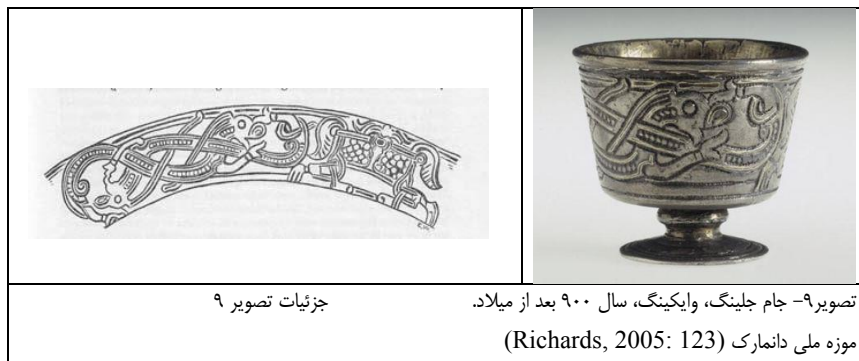 تصویر۹- جام جلینگ، وایکینگ، سال ۹۰۰ بعد از میلاد.
موزه ملی دانمارک (Richards, 2005: 123)
جزئیات تصویر ۹